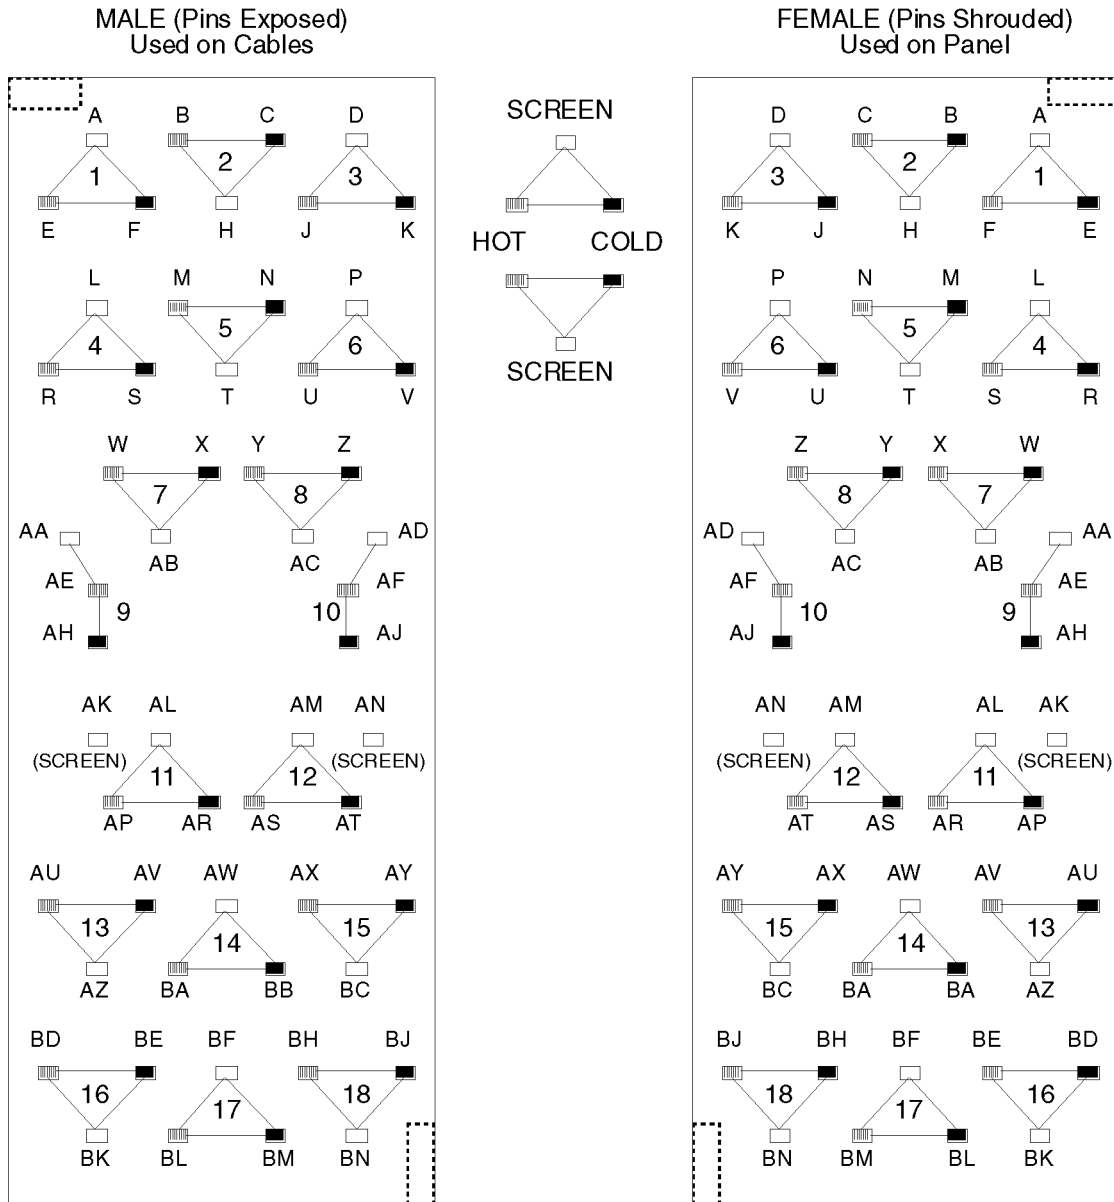 MALE (Pins Exposed)
Used on Cables
FEMALE (Pins Shrouded)
Used on Panel
A B C D
1 2 3
E F H J K
L M N P
4 5 6
R S T U V
W X Y Z
7 8
AA AB AC AD
AE AF
9 10
AH AJ
AK AL AM AN
(SCREEN) 11 12 (SCREEN)
AP AR AS AT
AU AV AW AX AY
13 14 15
AZ BA BB BC
BD BE BF BH BJ
16 17 18
BK BL BM BN
SCREEN
HOT COLD
SCREEN
D C B A
3 2 1
K J H F E
P N M L
6 5 4
V U T S R
Z Y X W
8 7
AD AC AB AA
AF AE
10 9
AJ AH
AN AM AL AK
(SCREEN) 12 11 (SCREEN)
AT AS AR AP
AY AX AW AV AU
15 14 13
BC BA BA AZ
BJ BH BF BE BD
18 17 16
BN BM BL BK